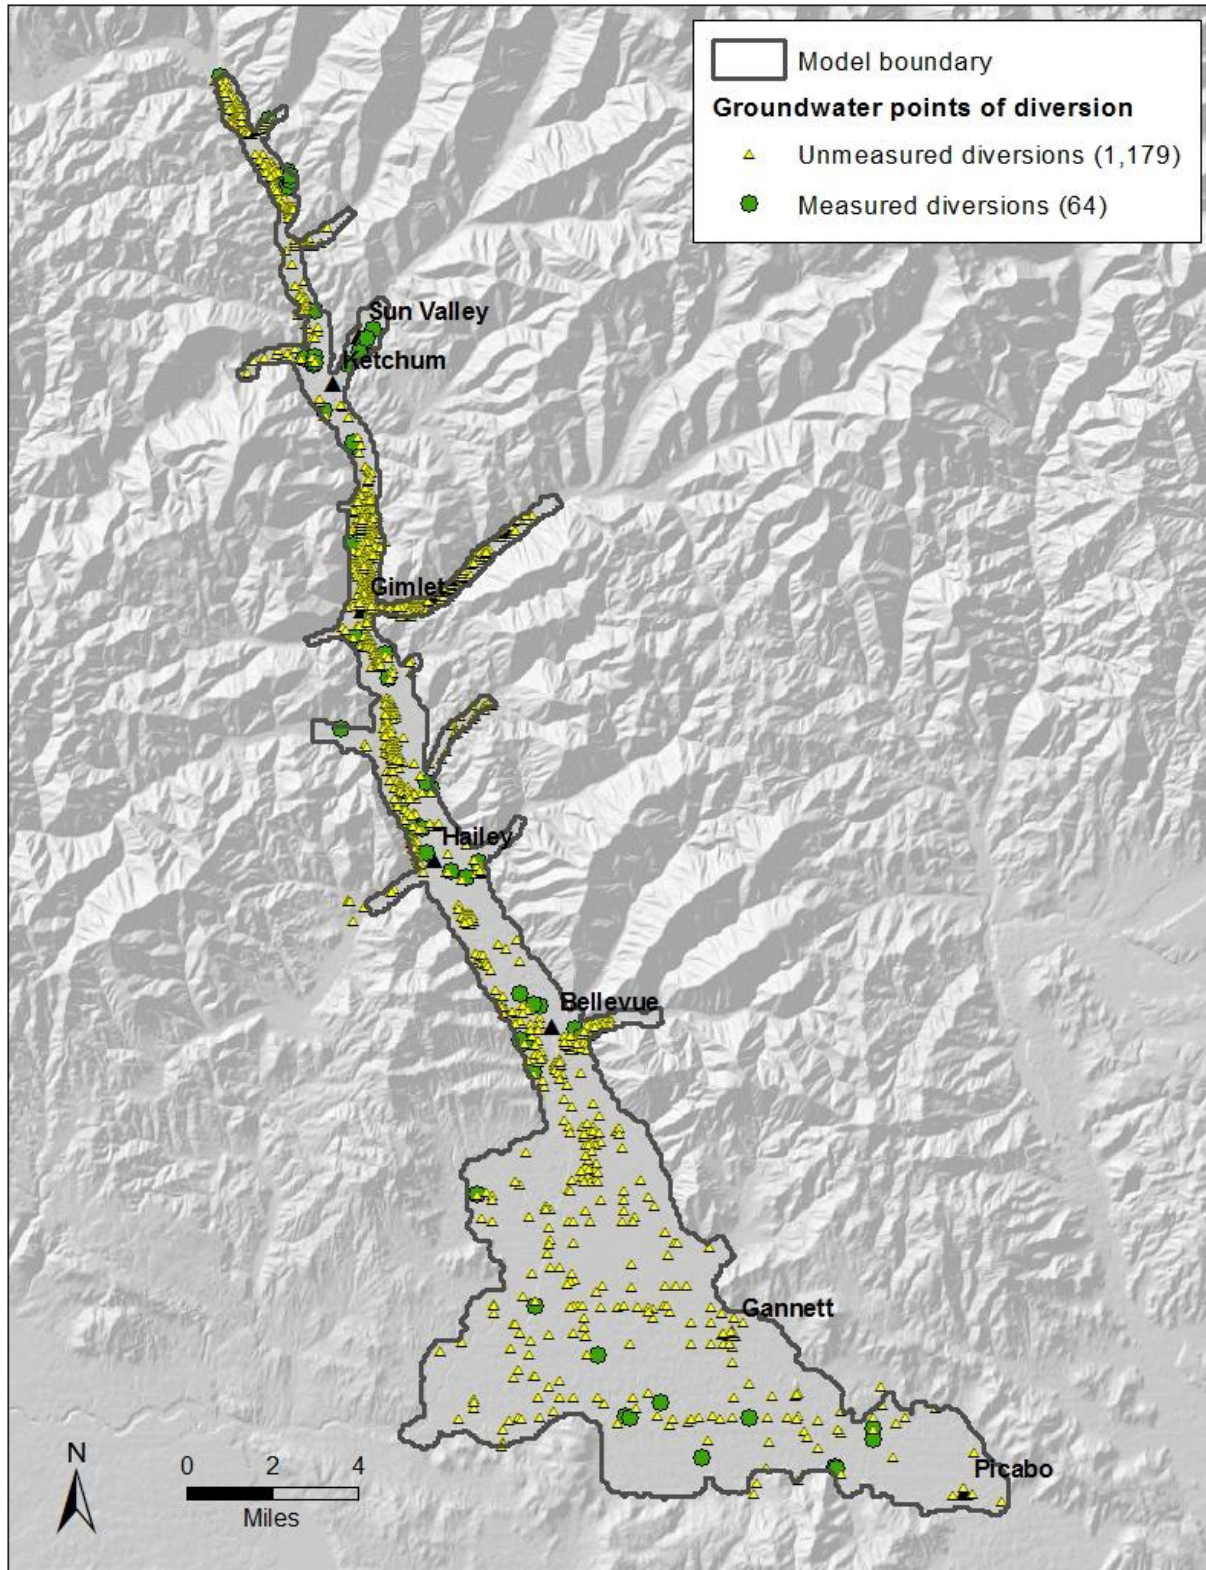 Model boundary
Groundwater points of diversion
Unmeasured diversions (1,179)
Measured diversions (64)
Sun Valley
Ketchum
Gimlet
Hailey
Bellevue
Gannett
Picabo
N
0 2 4
Miles